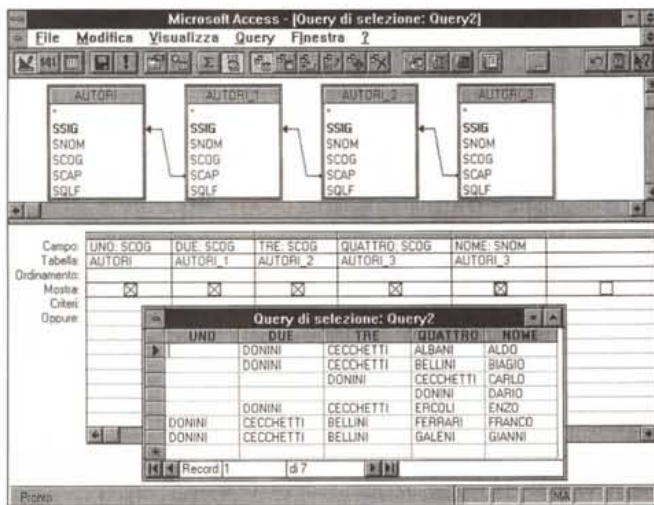 Microsoft Access - [Query di selezione: Query2]
File Modifica Visualizza Query Finestra ?
SQL
AUTORI AUTORI_1 AUTORI_2 AUTORI_3
* * * *
SSIG SSIG SSIG SSIG
SNOM SNOM SNOM SNOM
SCOG SCOG SCOG SCOG
SCAP SCAP SCAP SCAP
SQLF SQLF SQLF SQLF
Campo: UNO: SCOG DUE: SCOG TRE: SCOG QUATTRO: SCOG NOME: SNOM
Tabella: AUTORI AUTORI_1 AUTORI_2 AUTORI_3 AUTORI_3
Ordinamento:
Mostra:
Criteri:
Oppure:
Query di selezione: Query2
UNO DUE TRE QUATTRO NOME
DONINI CECCHETTI ALBANI ALDO
DONINI CECCHETTI BELLINI BIAGIO
DONINI CECCHETTI CARLO
DONINI DARIO
DONINI CECCHETTI ERCOLI ENZO
DONINI CECCHETTI BELLINI FERRARI FRANCO
DONINI CECCHETTI BELLINI GALENI GIANNI
*
Record: 1 di 7
Pronto NUM